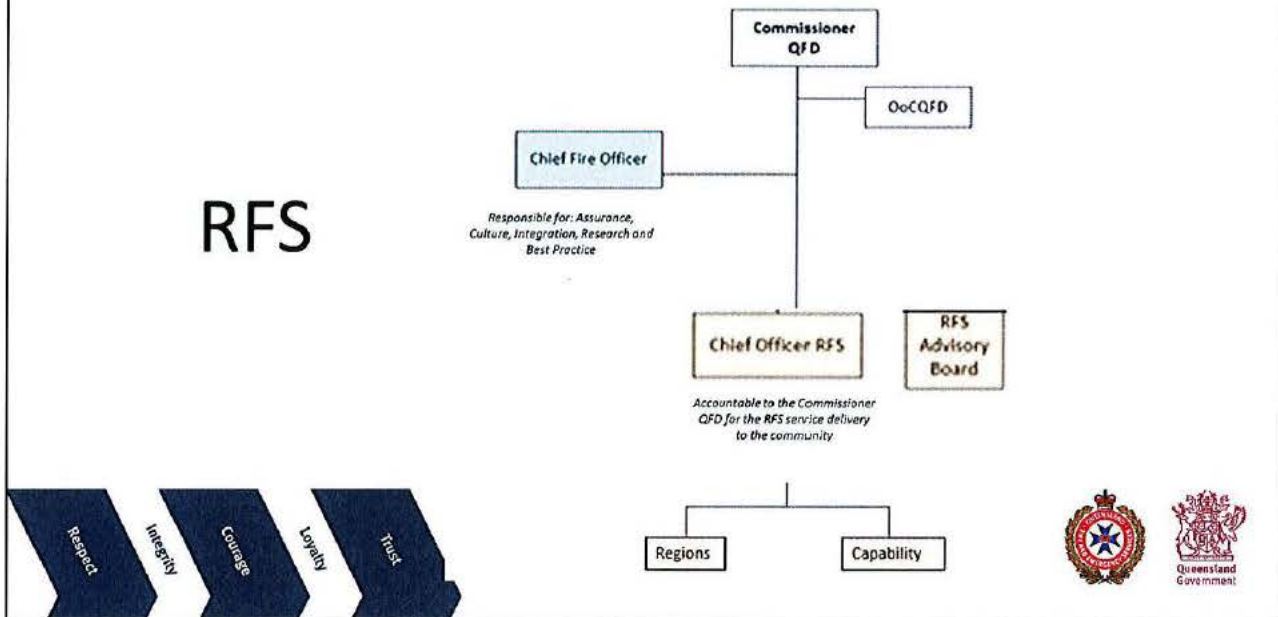 Commissioner
QFD
OoCQFD
Chief Fire Officer
Responsible for: Assurance,
Culture, Integration, Research and
Best Practice
RFS
Chief Officer RFS
RFS
Advisory
Board
Accountable to the Commissioner
QFD for the RFS service delivery
to the community
Regions
Capability
Respect
Integrity
Courage
Loyalty
Trust
Queensland
Government